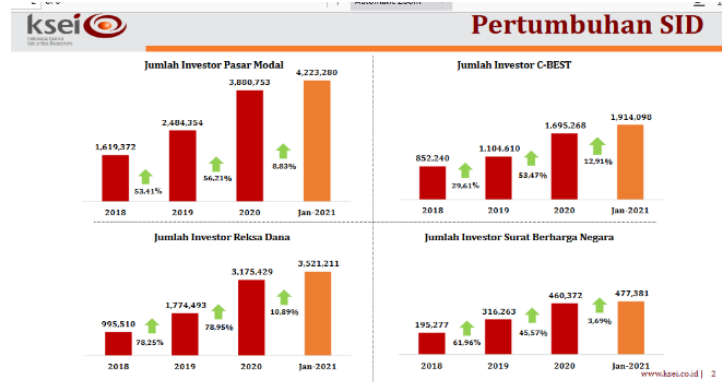 ksei
Pertumbuhan SID
Jumlah Investor Pasar Modal
1,619,372
2,484,354
3,880,753
4,223,280
53,41%
56,21%
8,83%
2018 2019 2020 Jan-2021
Jumlah Investor C-BEST
852.240
1.104.610
1.695.268
1,914,098
29,61%
53,47%
12,91%
2018 2019 2020 Jan-2021
Jumlah Investor Reksa Dana
995,510
1,774,493
3,175,429
3,521,211
78,25%
78,95%
10,89%
2018 2019 2020 Jan-2021
Jumlah Investor Surat Berharga Negara
195,277
316,263
460,372
477,381
61,96%
45,57%
3,69%
2018 2019 2020 Jan-2021
www.ksei.co.id | 2